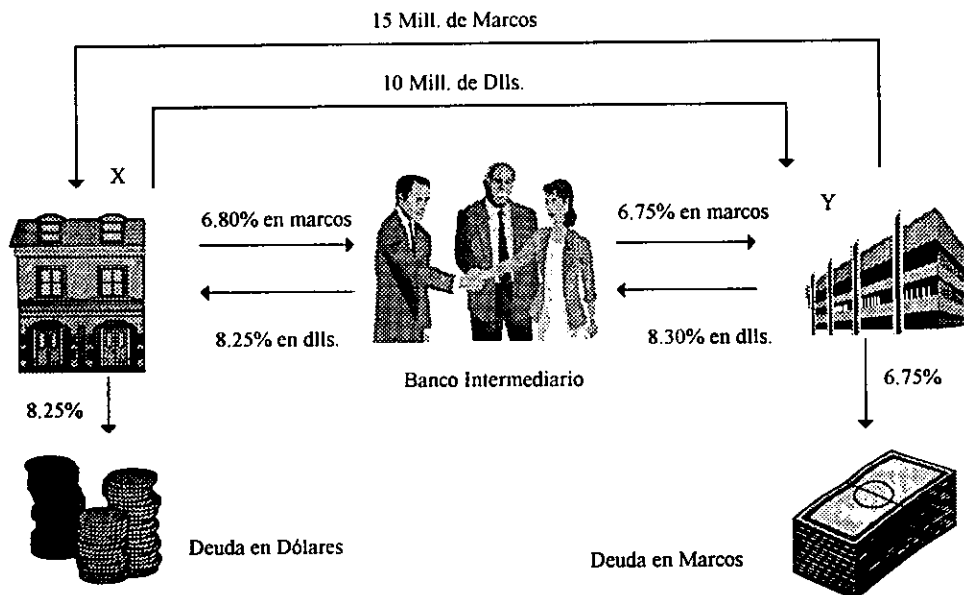 15 Mill. de Marcos
10 Mill. de Dlls.
X
Y
6.80% en marcos
6.75% en marcos
8.25% en dlls.
8.30% en dlls.
Banco Intermediario
8.25%
6.75%
Deuda en Dólares
Deuda en Marcos